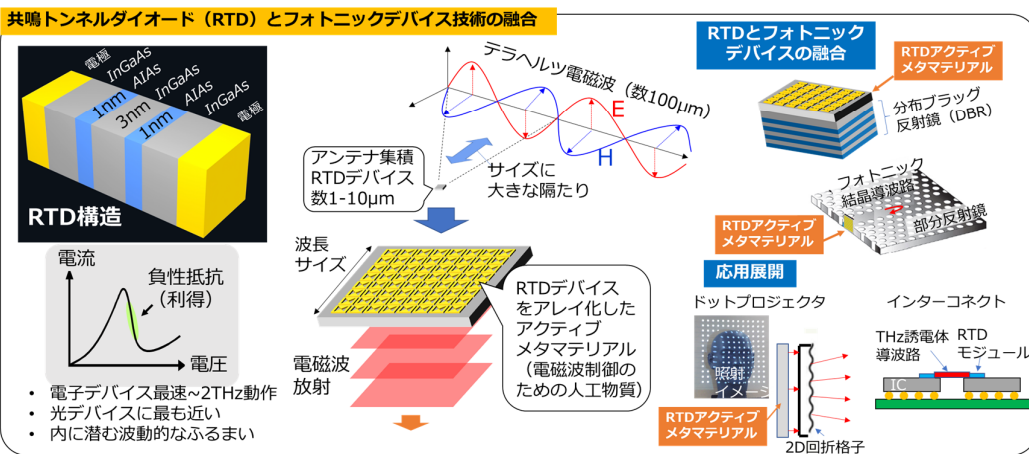 共鳴トンネルダイオード（RTD）とフォトニックデバイス技術の融合
電極
InGaAs
AlAs
InGaAs
AlAs
InGaAs
電極
1nm
3nm
1nm
RTD構造
電流
負性抵抗
（利得）
電圧
• 電子デバイス最速~2THz動作
• 光デバイスに最も近い
• 内に潜む波動的なふるまい
テラヘルツ電磁波（数100μm）
E
H
アンテナ集積
RTDデバイス
数1-10μm
サイズに
大きな隔たり
波長
サイズ
RTDデバイス
をアレイ化した
アクティブ
メタマテリアル
（電磁波制御の
ための人工物質）
電磁波
放射
RTDとフォトニック
デバイスの融合
RTDアクティブ
メタマテリアル
分布ブラッグ
反射鏡（DBR）
フォトニック
結晶導波路
部分反射鏡
RTDアクティブ
メタマテリアル
応用展開
ドットプロジェクタ
照射
イメージ
RTDアクティブ
メタマテリアル
2D回折格子
インターコネクト
THz誘電体
導波路
RTD
モジュール
IC